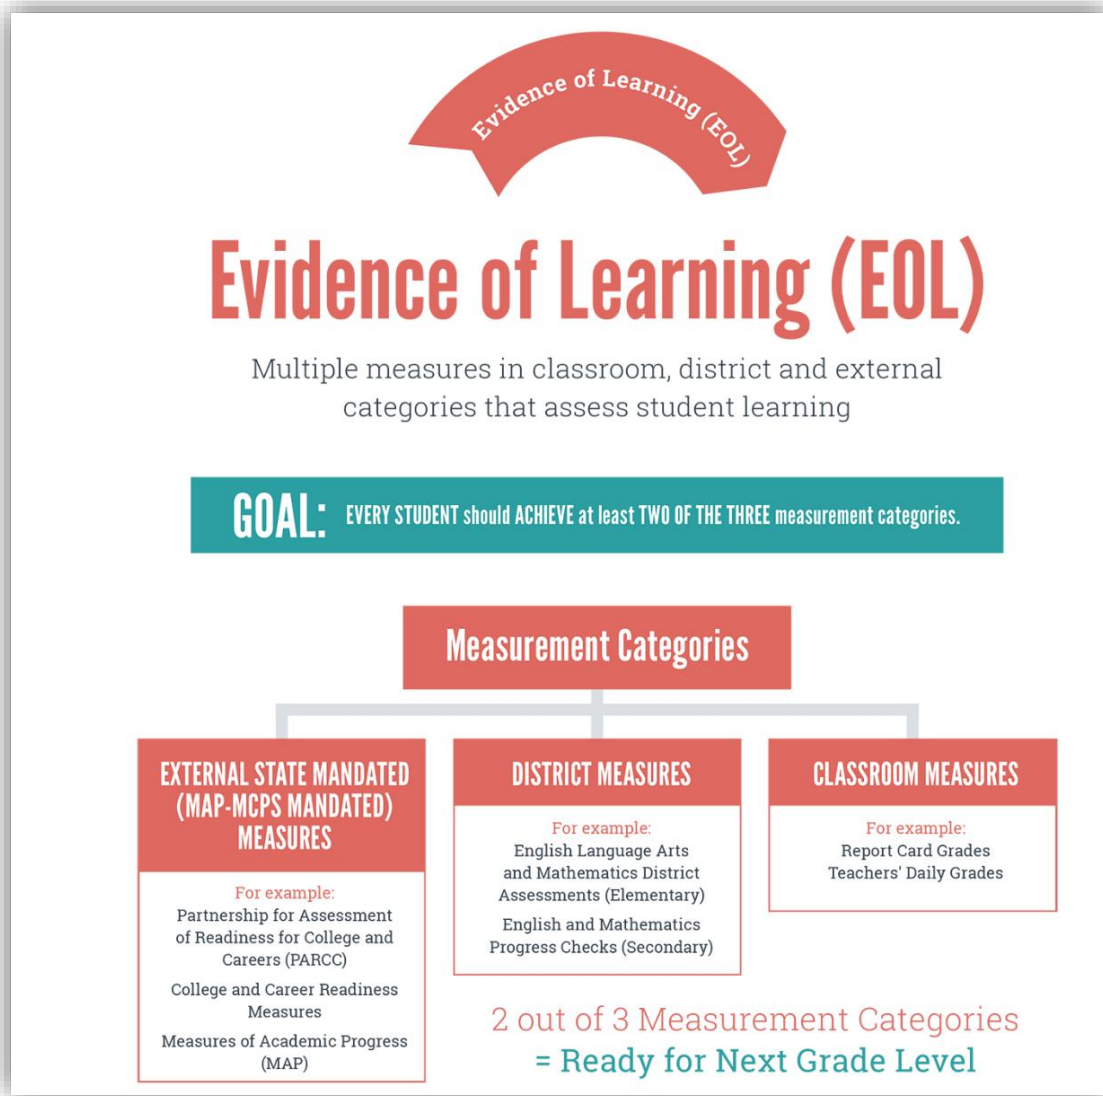 Evidence of Learning (EOL)
Evidence of Learning (EOL)
Multiple measures in classroom, district and external
categories that assess student learning
GOAL: EVERY STUDENT should ACHIEVE at least TWO OF THE THREE measurement categories.
Measurement Categories
EXTERNAL STATE MANDATED
(MAP-MCPS MANDATED)
MEASURES
For example:
Partnership for Assessment
of Readiness for College and
Careers (PARCC)
College and Career Readiness
Measures
Measures of Academic Progress
(MAP)
DISTRICT MEASURES
For example:
English Language Arts
and Mathematics District
Assessments (Elementary)
English and Mathematics
Progress Checks (Secondary)
CLASSROOM MEASURES
For example:
Report Card Grades
Teachers' Daily Grades
2 out of 3 Measurement Categories
= Ready for Next Grade Level